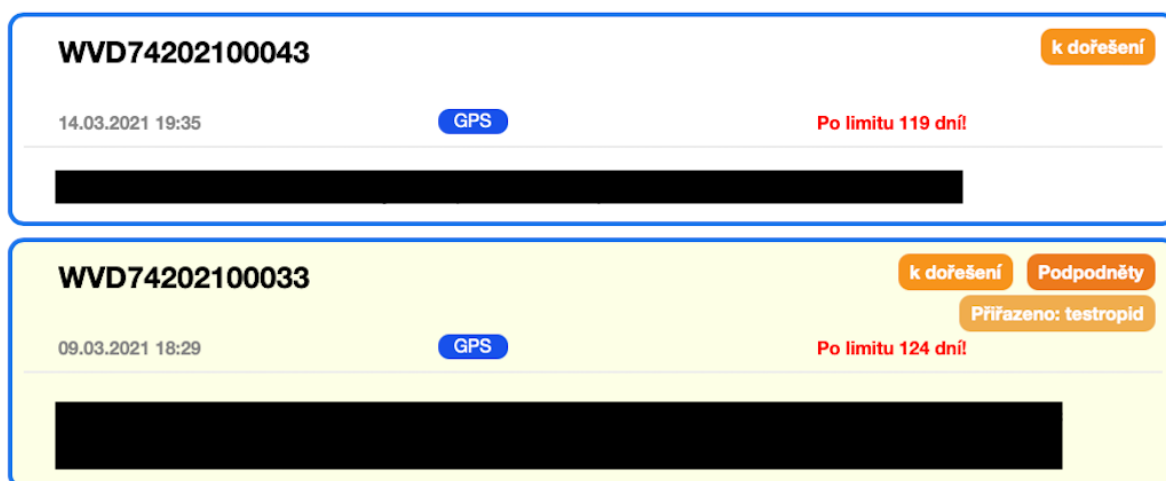 WVD74202100043
k dořešení
14.03.2021 19:35 GPS Po limitu 119 dní!
WVD74202100033
k dořešení Podpodněty
Přiřazeno: testropid
09.03.2021 18:29 GPS Po limitu 124 dní!